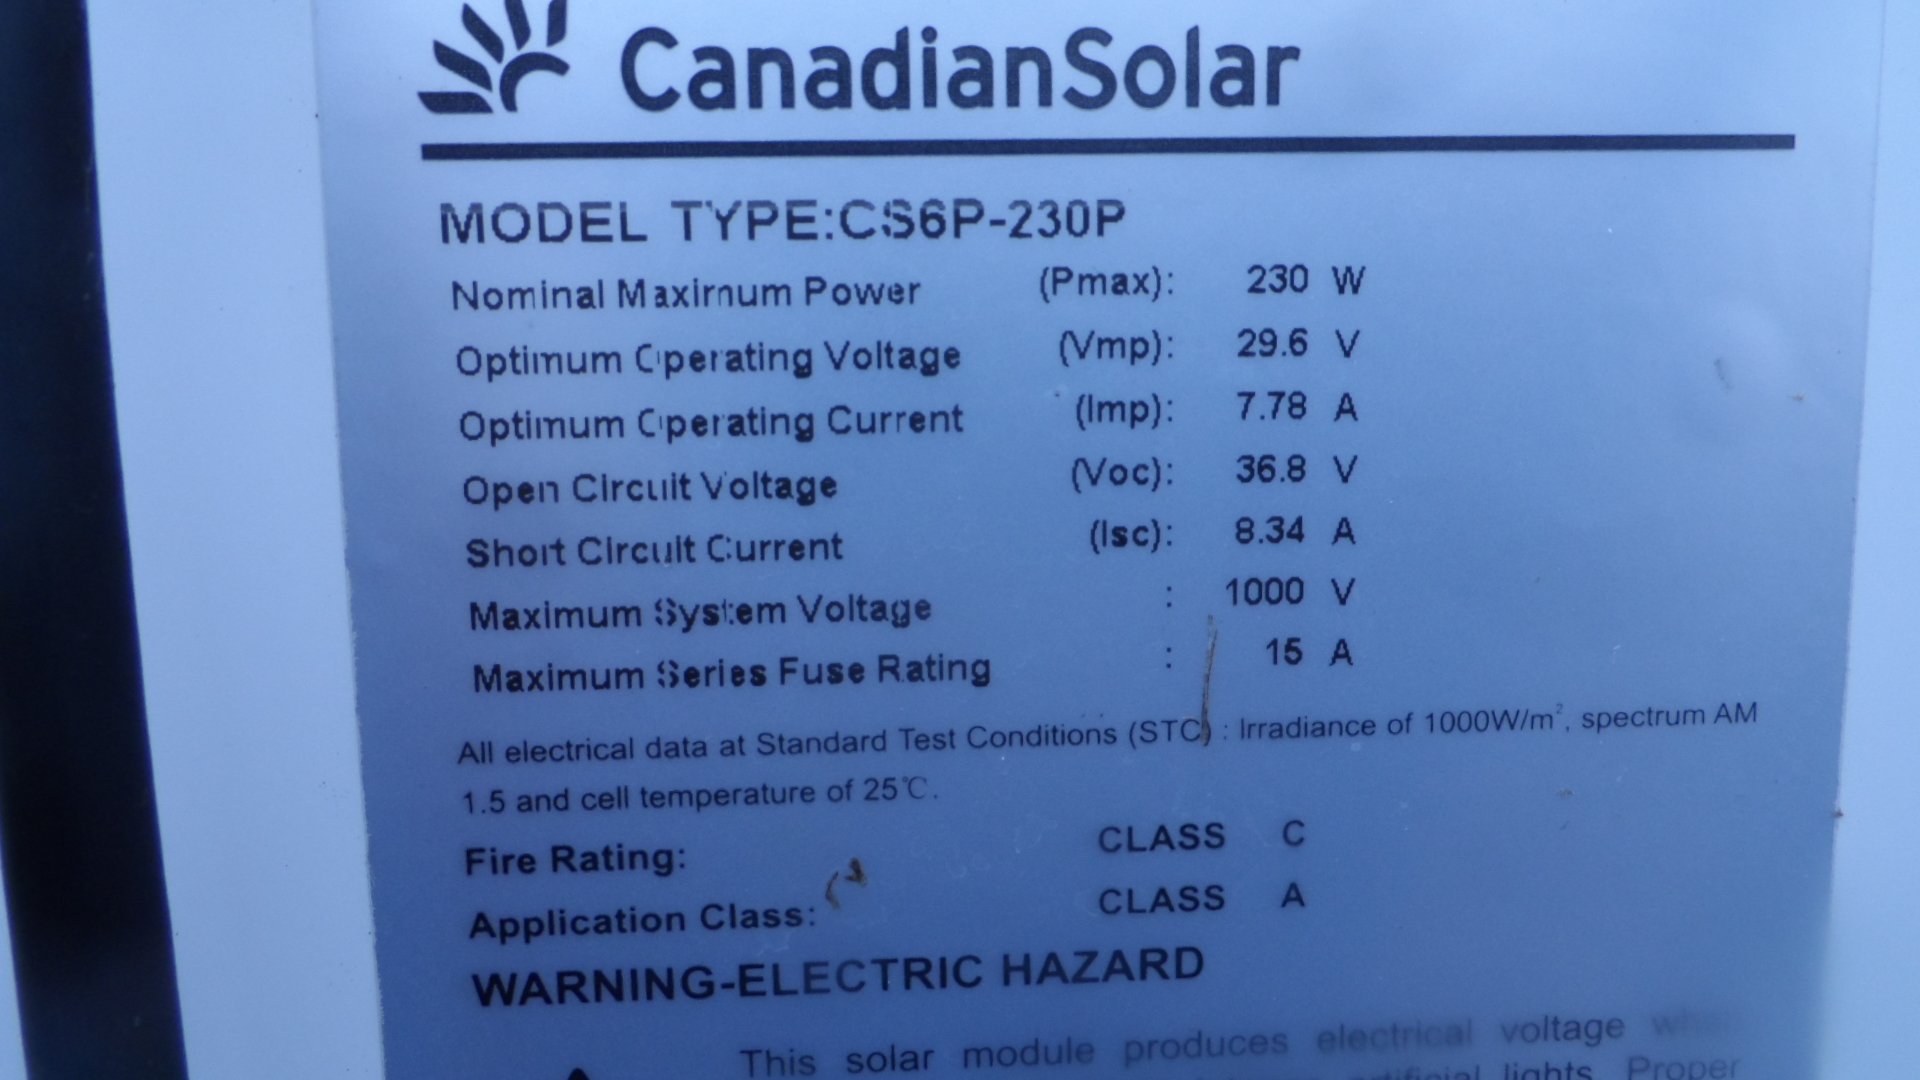 CanadianSolar
MODEL TYPE:CS6P-230P
Nominal Maximum Power (Pmax): 230 W
Optimum Operating Voltage (Vmp): 29.6 V
Optimum Operating Current (Imp): 7.78 A
Open Circuit Voltage (Voc): 36.8 V
Short Circuit Current (Isc): 8.34 A
Maximum System Voltage : 1000 V
Maximum Series Fuse Rating : 15 A
All electrical data at Standard Test Conditions (STC) : Irradiance of 1000W/m², spectrum AM
1.5 and cell temperature of 25℃.
Fire Rating: CLASS C
Application Class: CLASS A
WARNING-ELECTRIC HAZARD
This solar module produces electrical voltage
artificial lights. Proper